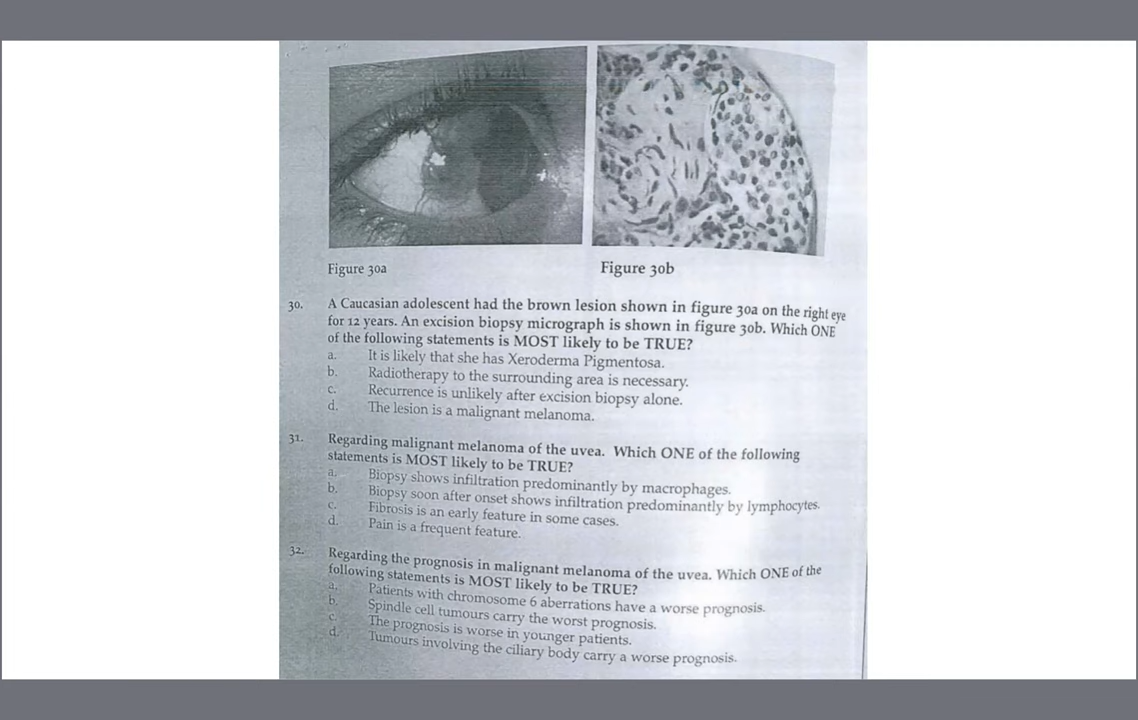 Figure 30a
Figure 30b
30. A Caucasian adolescent had the brown lesion shown in figure 30a on the right eye
for 12 years. An excision biopsy micrograph is shown in figure 30b. Which ONE
of the following statements is MOST likely to be TRUE?
a. It is likely that she has Xeroderma Pigmentosa.
b. Radiotherapy to the surrounding area is necessary.
c. Recurrence is unlikely after excision biopsy alone.
d. The lesion is a malignant melanoma.
31. Regarding malignant melanoma of the uvea. Which ONE of the following
statements is MOST likely to be TRUE?
a. Biopsy shows infiltration predominantly by macrophages.
b. Biopsy soon after onset shows infiltration predominantly by lymphocytes.
c. Fibrosis is an early feature in some cases.
d. Pain is a frequent feature.
32. Regarding the prognosis in malignant melanoma of the uvea. Which ONE of the
following statements is MOST likely to be TRUE?
a. Patients with chromosome 6 aberrations have a worse prognosis.
b. Spindle cell tumours carry the worst prognosis.
c. The prognosis is worse in younger patients.
d. Tumours involving the ciliary body carry a worse prognosis.